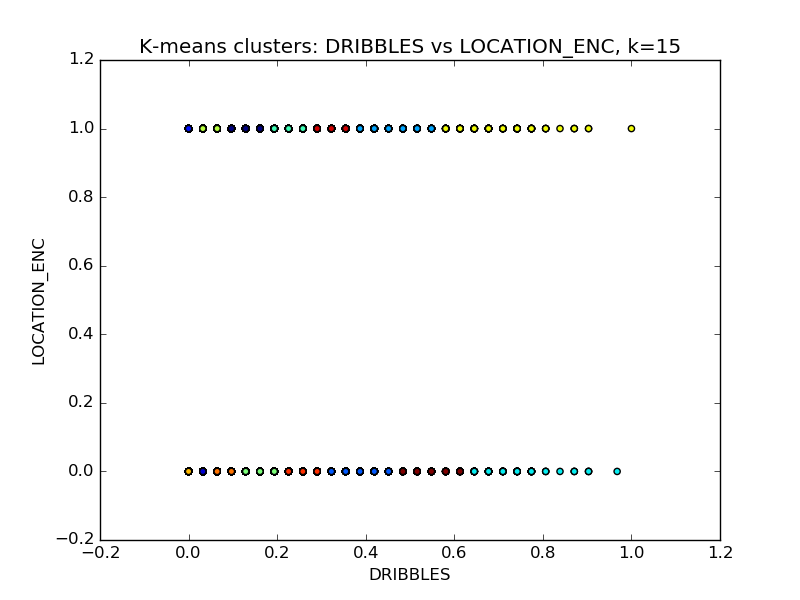 K-means clusters: DRIBBLES vs LOCATION_ENC, k=15
1.2
1.0
0.8
0.6
0.4
0.2
0.0
−0.2
LOCATION_ENC
−0.2 0.0 0.2 0.4 0.6 0.8 1.0 1.2
DRIBBLES